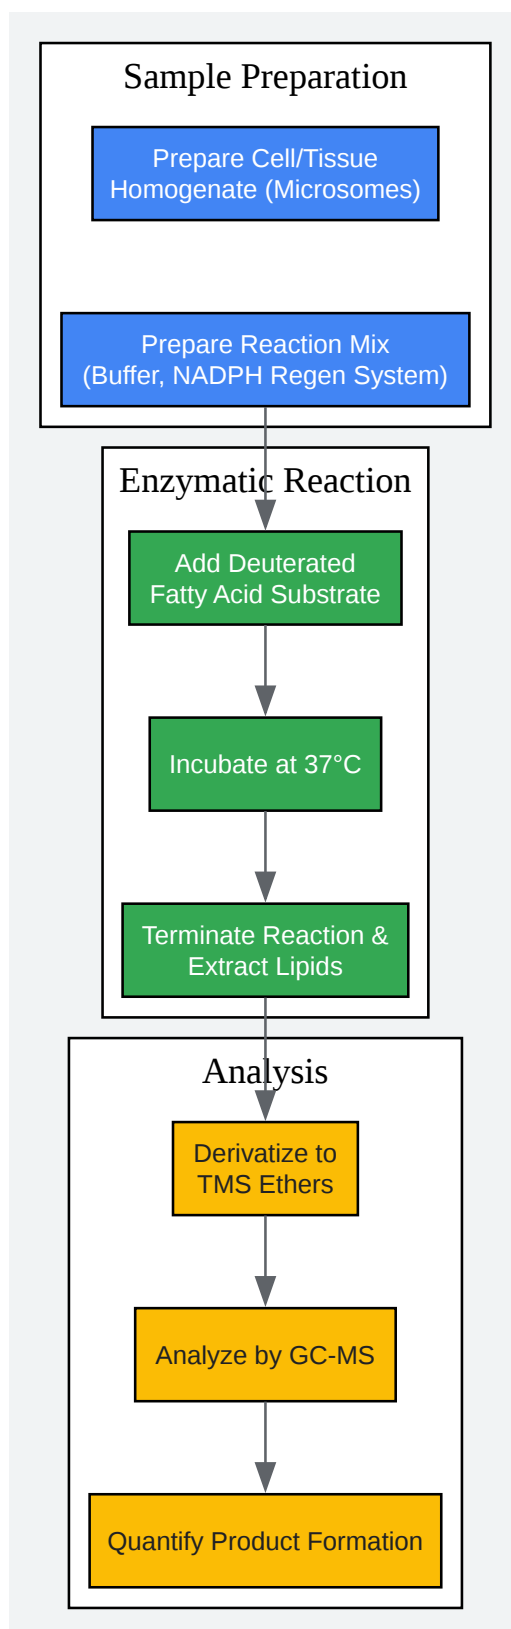 Sample Preparation
Prepare Cell/Tissue
Homogenate (Microsomes)
Prepare Reaction Mix
(Buffer, NADPH Regen System)
Enzymatic Reaction
Add Deuterated
Fatty Acid Substrate
Incubate at 37°C
Terminate Reaction &
Extract Lipids
Analysis
Derivatize to
TMS Ethers
Analyze by GC-MS
Quantify Product Formation